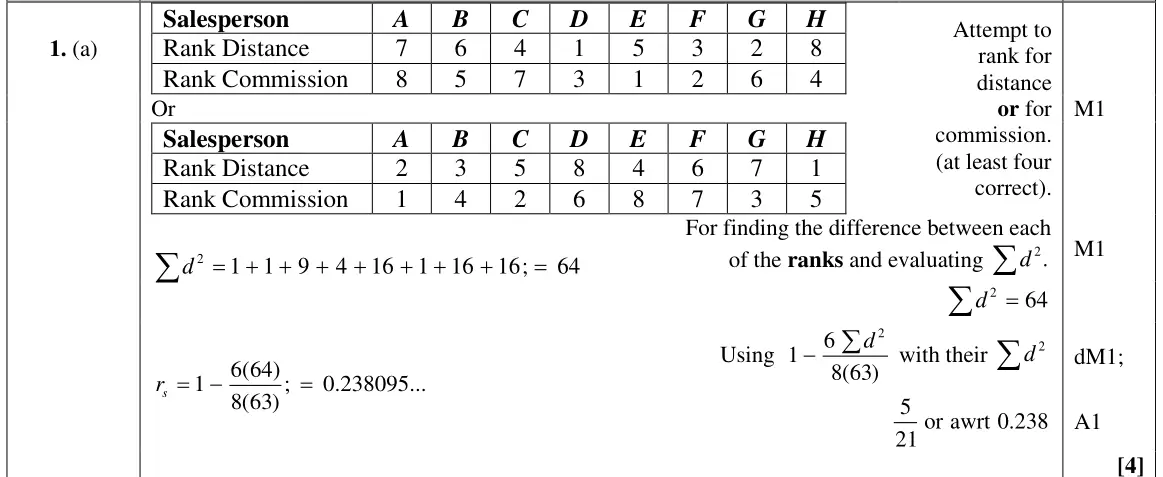 1. (a)
Salesperson A B C D E F G H
Rank Distance 7 6 4 1 5 3 2 8
Rank Commission 8 5 7 3 1 2 6 4
Or
Salesperson A B C D E F G H
Rank Distance 2 3 5 8 4 6 7 1
Rank Commission 1 4 2 6 8 7 3 5
Attempt to
rank for
distance
or for
commission.
(at least four
correct).
M1
∑d² = 1 + 1 + 9 + 4 + 16 + 1 + 16 + 16; = 64
For finding the difference between each
of the ranks and evaluating ∑d².
∑d² = 64
M1
r_s = 1 − 6(64)/8(63); = 0.238095...
Using 1 − 6∑d²/8(63) with their ∑d²
dM1;
5/21 or awrt 0.238
A1
[4]